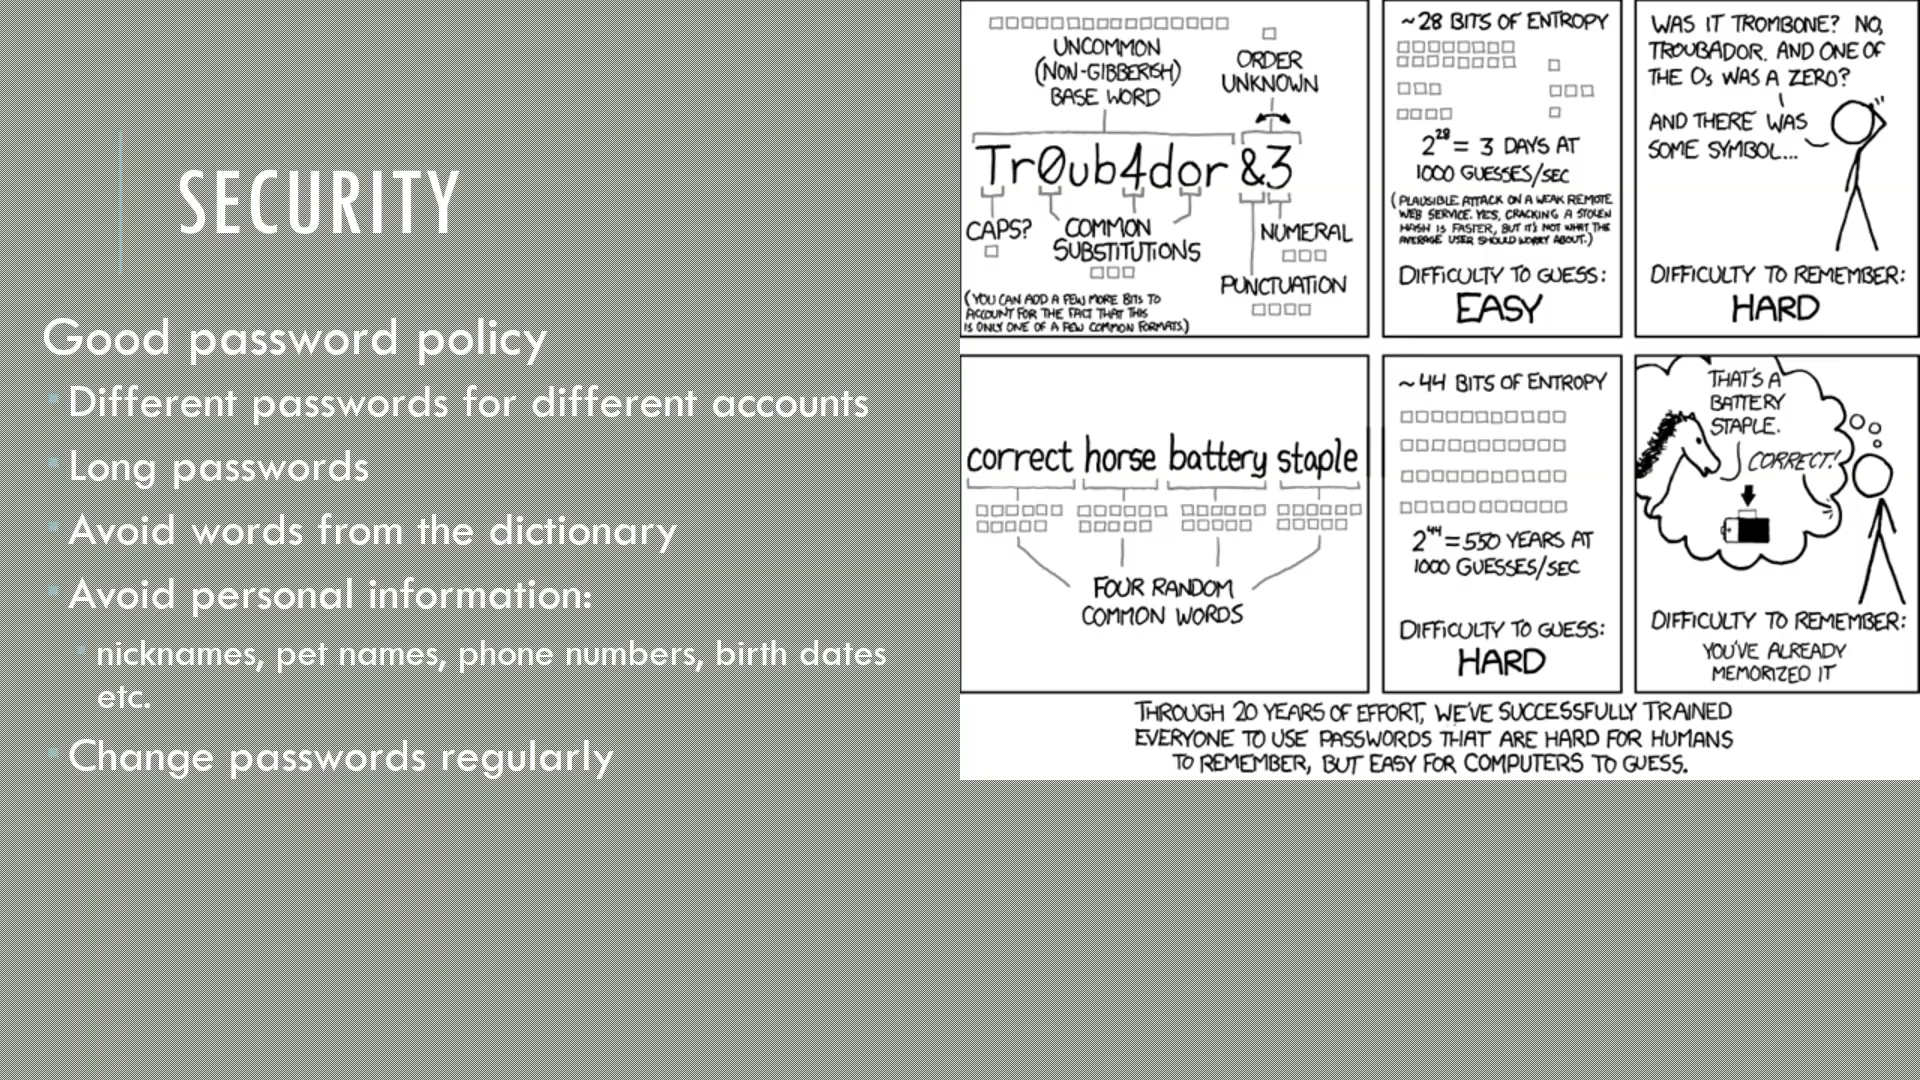 SECURITY
Good password policy
Different passwords for different accounts
Long passwords
Avoid words from the dictionary
Avoid personal information:
nicknames, pet names, phone numbers, birth dates
etc.
Change passwords regularly
UNCOMMON
(NON-GIBBERISH)
BASE WORD
ORDER
UNKNOWN
Tr0ub4dor &3
CAPS?
COMMON
SUBSTITUTIONS
NUMERAL
PUNCTUATION
(YOU CAN ADD A FEW MORE BITS TO
ACCOUNT FOR THE FACT THAT THIS
IS ONLY ONE OF A FEW COMMON FORMATS.)
~28 BITS OF ENTROPY
2²⁸ = 3 DAYS AT
1000 GUESSES/SEC
(PLAUSIBLE ATTACK ON A WEAK REMOTE
WEB SERVICE. YES, CRACKING A STOLEN
HASH IS FASTER, BUT IT'S NOT WHAT THE
AVERAGE USER SHOULD WORRY ABOUT.)
DIFFICULTY TO GUESS:
EASY
WAS IT TROMBONE? NO,
TROUBADOR. AND ONE OF
THE Os WAS A ZERO?
AND THERE WAS
SOME SYMBOL...
DIFFICULTY TO REMEMBER:
HARD
correct horse battery staple
FOUR RANDOM
COMMON WORDS
~44 BITS OF ENTROPY
2⁴⁴ = 550 YEARS AT
1000 GUESSES/SEC
DIFFICULTY TO GUESS:
HARD
THAT'S A
BATTERY
STAPLE.
CORRECT!
DIFFICULTY TO REMEMBER:
YOU'VE ALREADY
MEMORIZED IT
THROUGH 20 YEARS OF EFFORT, WE'VE SUCCESSFULLY TRAINED
EVERYONE TO USE PASSWORDS THAT ARE HARD FOR HUMANS
TO REMEMBER, BUT EASY FOR COMPUTERS TO GUESS.